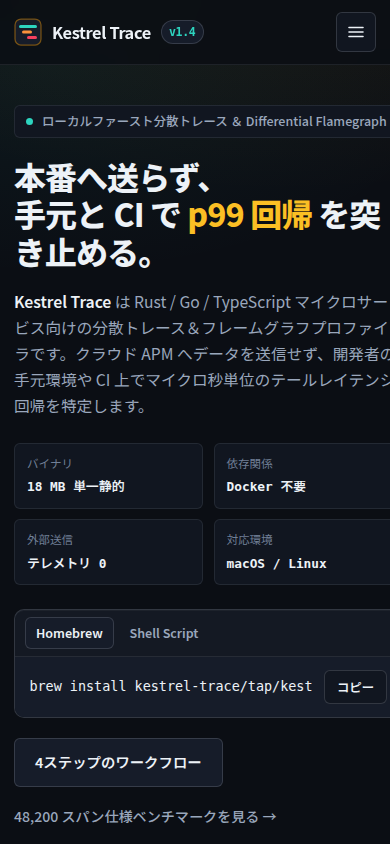 Kestrel Trace v1.4
ローカルファースト分散トレース & Differential Flamegraph
本番へ送らず、
手元と CI で p99 回帰 を突
き止める。
Kestrel Trace は Rust / Go / TypeScript マイクロサー
ビス向けの分散トレース＆フレームグラフプロファイ
ラです。クラウド APM へデータを送信せず、開発者の
手元環境や CI 上でマイクロ秒単位のテールレイテンシ
回帰を特定します。
バイナリ
18 MB 単一静的
依存関係
Docker 不要
外部送信
テレメトリ 0
対応環境
macOS / Linux
Homebrew Shell Script
brew install kestrel-trace/tap/kest コピー
4ステップのワークフロー
48,200 スパン仕様ベンチマークを見る →